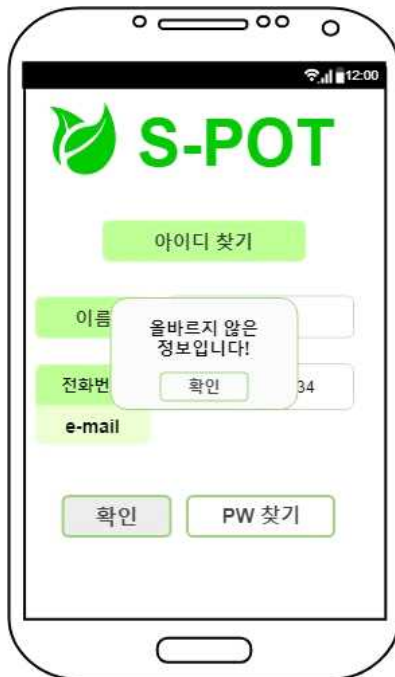 12:00
S-POT
아이디 찾기
이름
올바르지 않은
정보입니다!
확인
전화번
34
e-mail
확인
PW 찾기